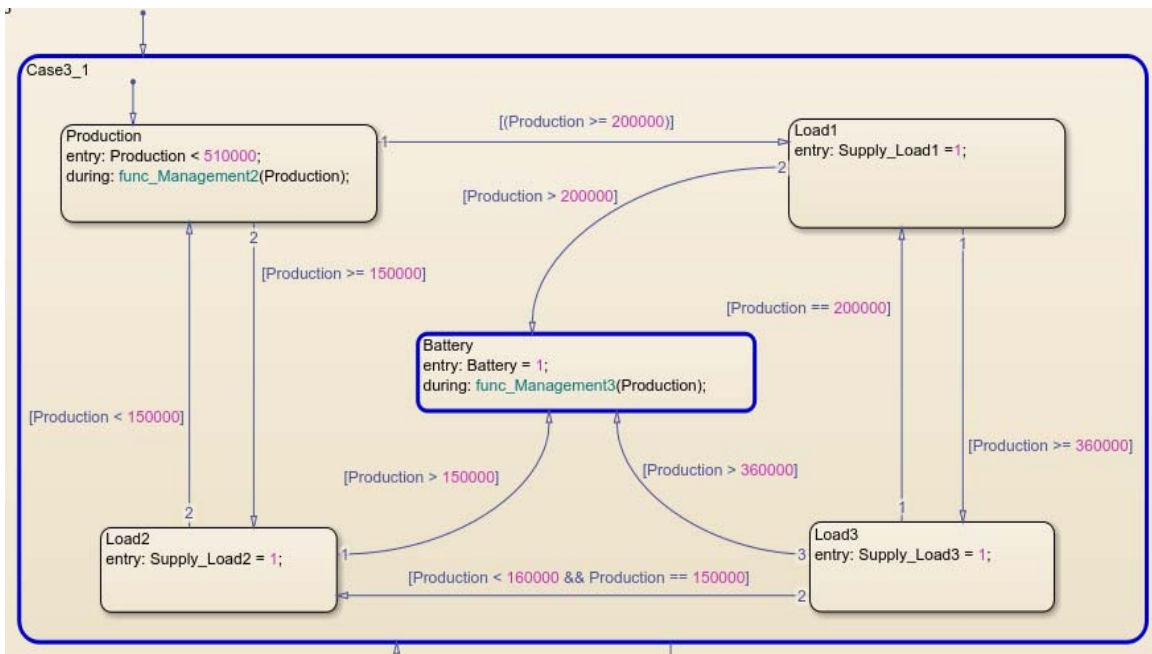 Case3_1
Production
entry: Production < 510000;
during: func_Management2(Production);
1
[(Production >= 200000)]
Load1
entry: Supply_Load1 =1;
2
[Production > 200000]
2
1
[Production >= 150000]
[Production == 200000]
Battery
entry: Battery = 1;
during: func_Management3(Production);
[Production < 150000]
[Production >= 360000]
[Production > 150000]
[Production > 360000]
2
1
Load2
entry: Supply_Load2 = 1;
1
3
Load3
entry: Supply_Load3 = 1;
[Production < 160000 && Production == 150000]
2